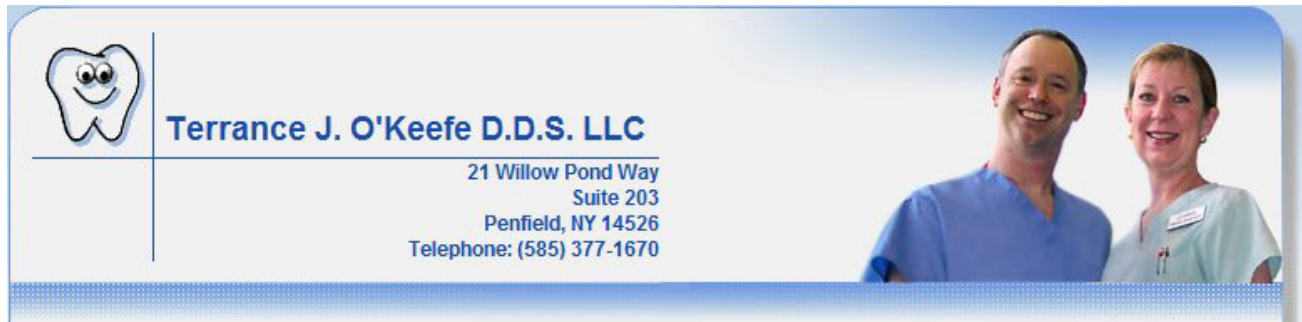 Terrance J. O'Keefe D.D.S. LLC
21 Willow Pond Way
Suite 203
Penfield, NY 14526
Telephone: (585) 377-1670